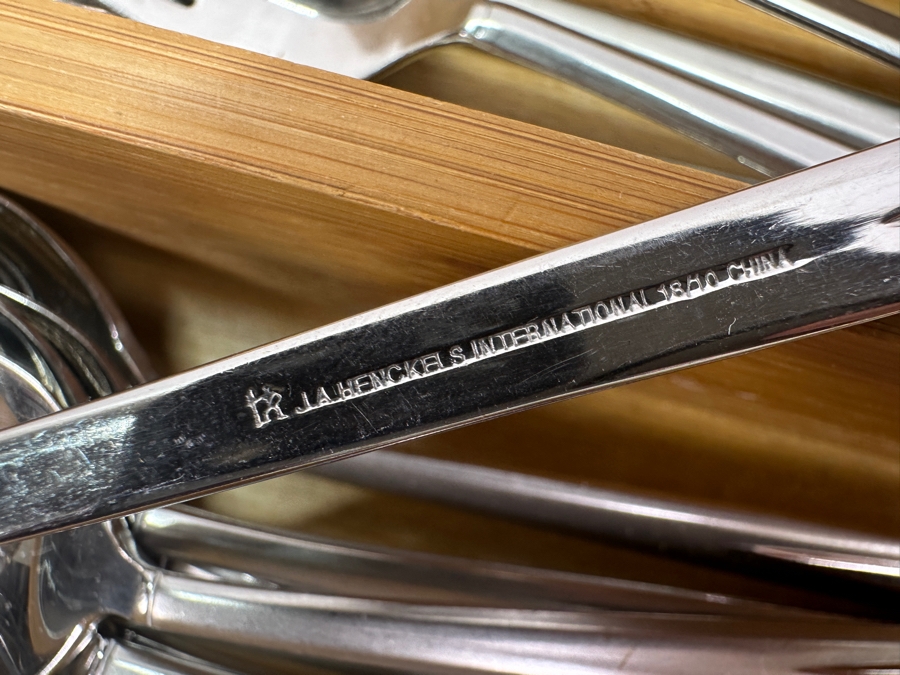 J.A. HENCKELS INTERNATIONAL 18/10 CHINA